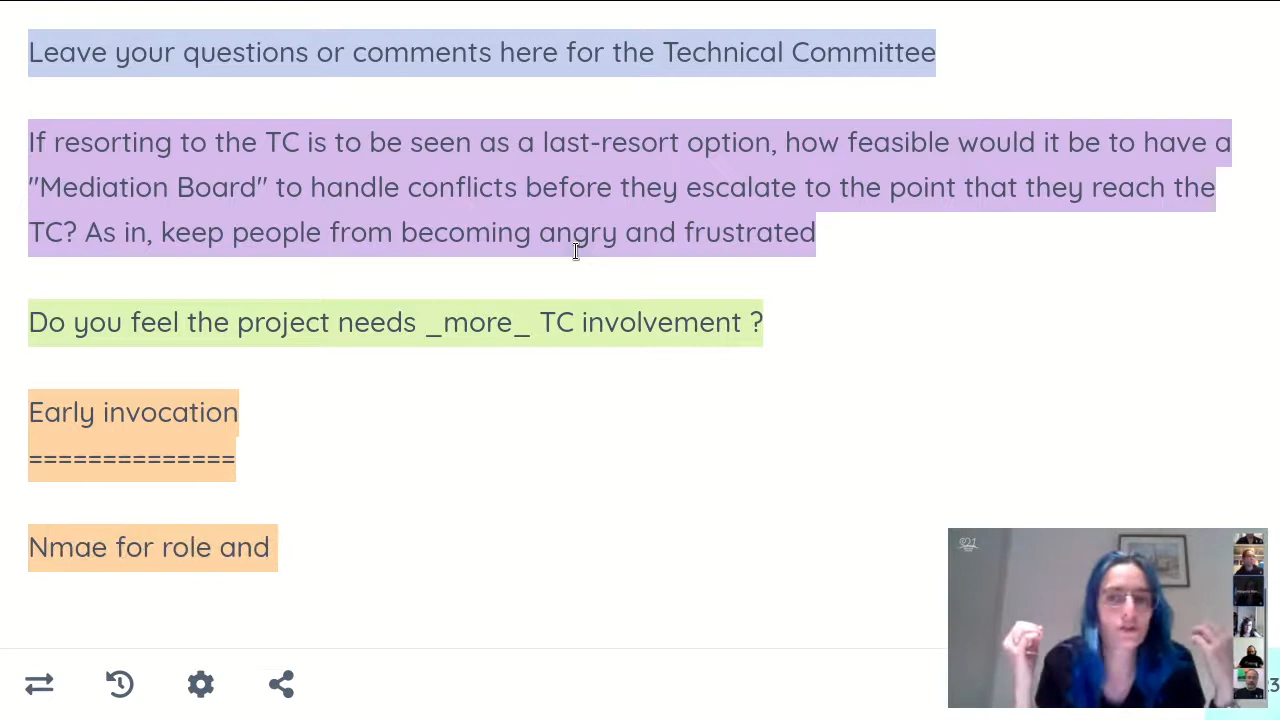 Leave your questions or comments here for the Technical Committee
If resorting to the TC is to be seen as a last-resort option, how feasible would it be to have a
"Mediation Board" to handle conflicts before they escalate to the point that they reach the
TC? As in, keep people from becoming angry and frustrated
Do you feel the project needs _more_ TC involvement ?
Early invocation
==============
Nmae for role and